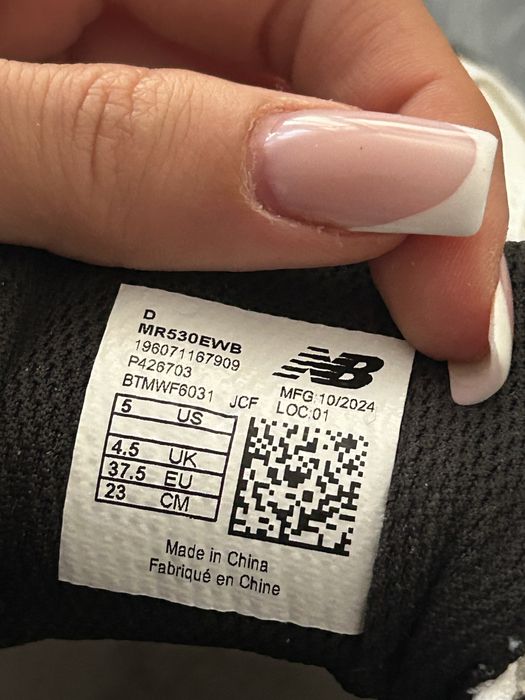 D
MR530EWB
196071167909
P426703
BTMWF6031 JCF
NB
MFG:10/2024
LOC:01
5 US
4.5 UK
37.5 EU
23 CM
Made in China
Fabriqué en Chine